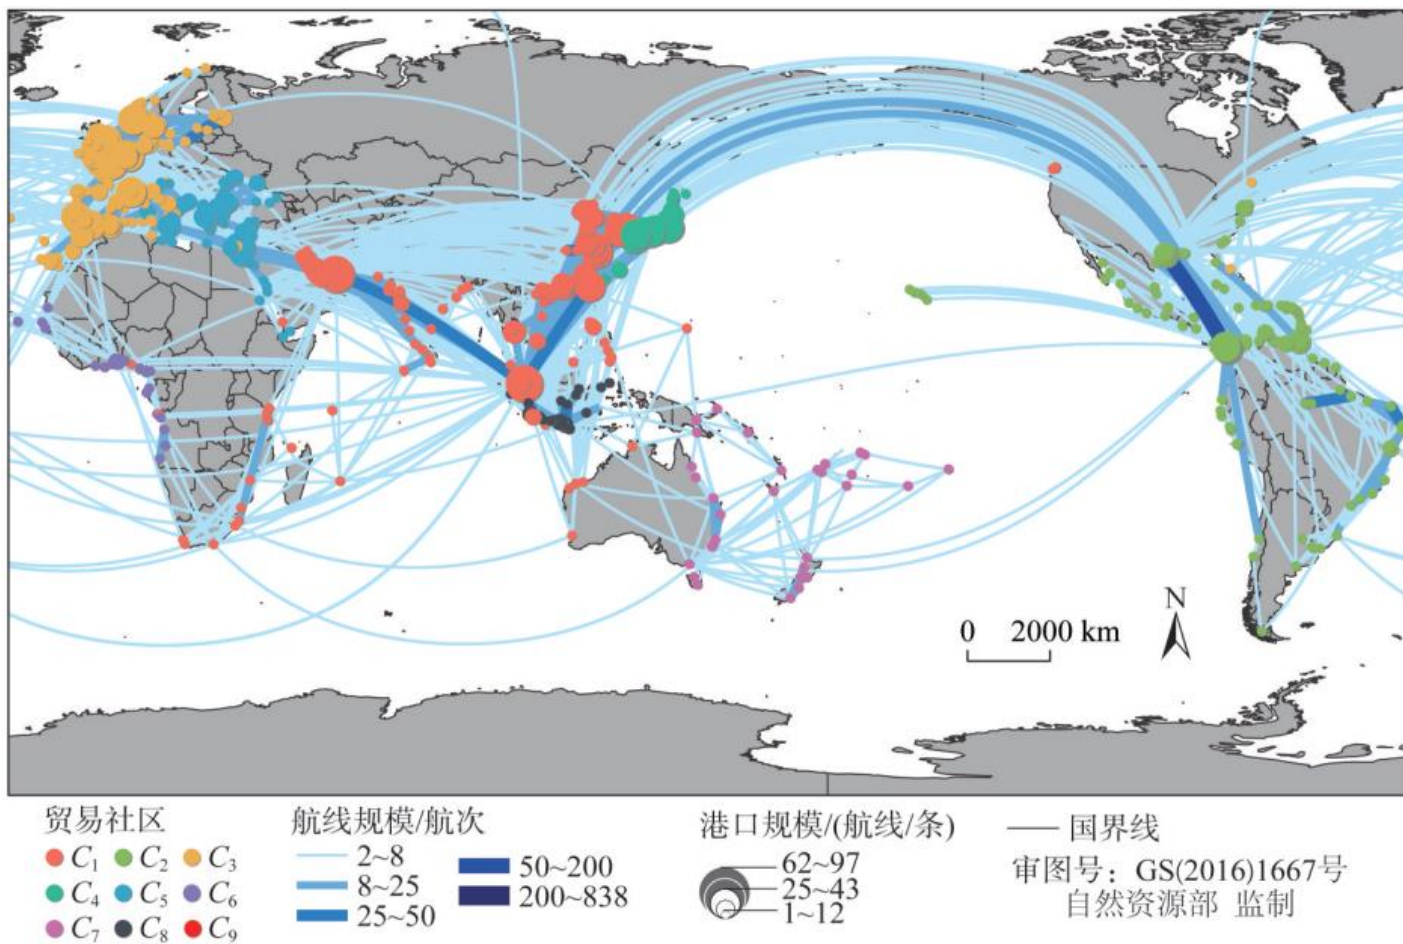 N
0 2000 km
贸易社区
C₁ C₂ C₃
C₄ C₅ C₆
C₇ C₈ C₉
航线规模/航次
2~8
8~25
25~50
50~200
200~838
港口规模/(航线/条)
62~97
25~43
1~12
国界线
审图号：GS(2016)1667号
自然资源部 监制